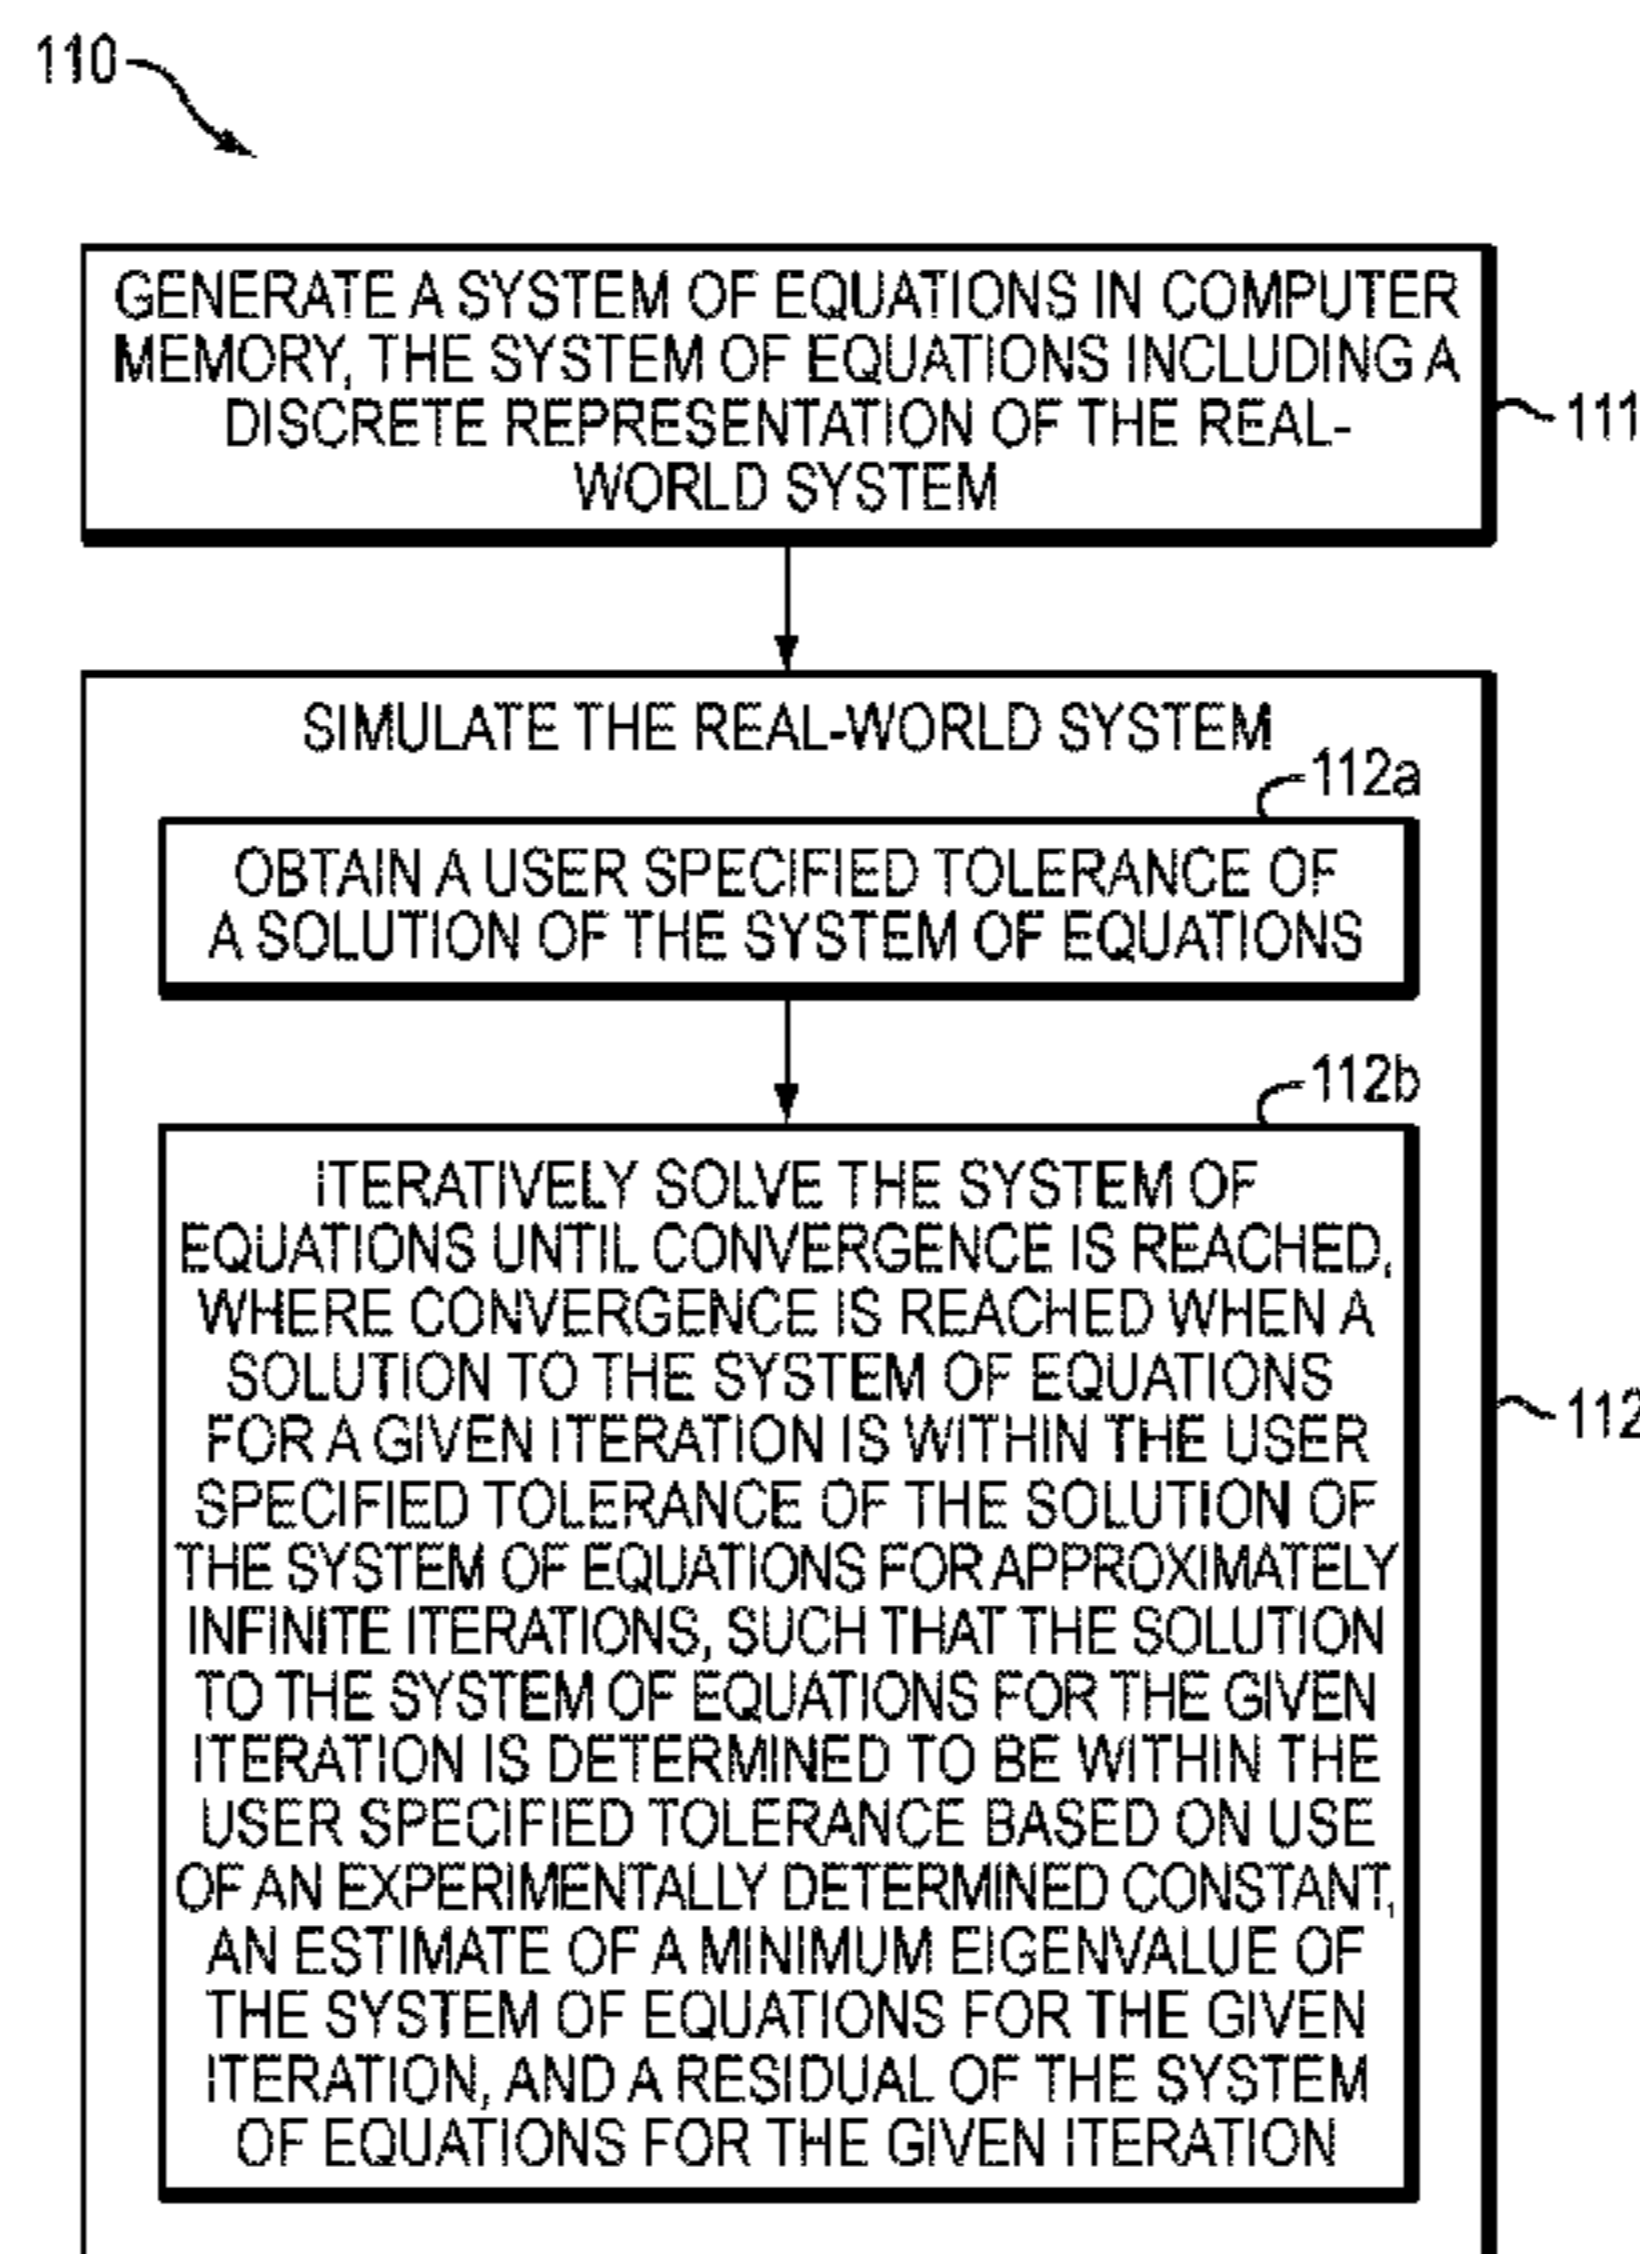 110
GENERATE A SYSTEM OF EQUATIONS IN COMPUTER
MEMORY, THE SYSTEM OF EQUATIONS INCLUDING A
DISCRETE REPRESENTATION OF THE REAL-
WORLD SYSTEM
111
SIMULATE THE REAL-WORLD SYSTEM
112a
OBTAIN A USER SPECIFIED TOLERANCE OF
A SOLUTION OF THE SYSTEM OF EQUATIONS
112b
ITERATIVELY SOLVE THE SYSTEM OF
EQUATIONS UNTIL CONVERGENCE IS REACHED,
WHERE CONVERGENCE IS REACHED WHEN A
SOLUTION TO THE SYSTEM OF EQUATIONS
FOR A GIVEN ITERATION IS WITHIN THE USER
SPECIFIED TOLERANCE OF THE SOLUTION OF
THE SYSTEM OF EQUATIONS FOR APPROXIMATELY
INFINITE ITERATIONS, SUCH THAT THE SOLUTION
TO THE SYSTEM OF EQUATIONS FOR THE GIVEN
ITERATION IS DETERMINED TO BE WITHIN THE
USER SPECIFIED TOLERANCE BASED ON USE
OF AN EXPERIMENTALLY DETERMINED CONSTANT,
AN ESTIMATE OF A MINIMUM EIGENVALUE OF
THE SYSTEM OF EQUATIONS FOR THE GIVEN
ITERATION, AND A RESIDUAL OF THE SYSTEM
OF EQUATIONS FOR THE GIVEN ITERATION
112